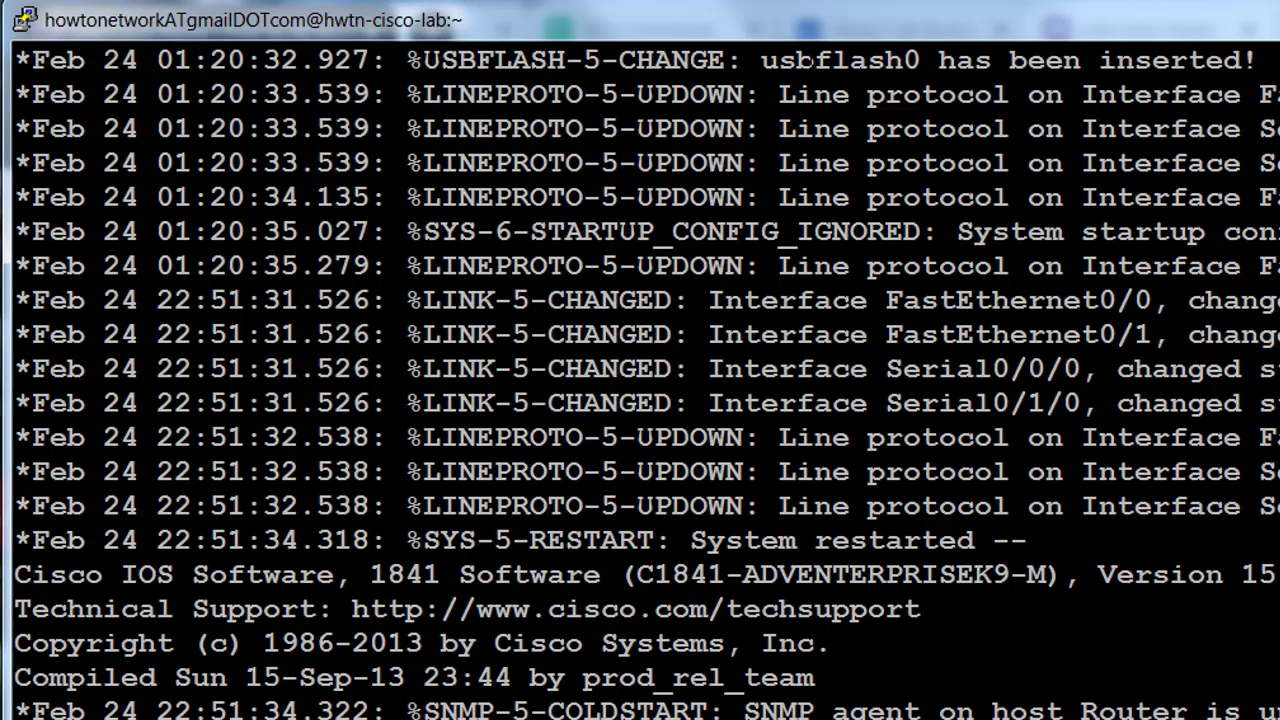 howtonetworkATgmailDOTcom@hwtn-cisco-lab:~
*Feb 24 01:20:32.927: %USBFLASH-5-CHANGE: usbflash0 has been inserted!
*Feb 24 01:20:33.539: %LINEPROTO-5-UPDOWN: Line protocol on Interface Fa
*Feb 24 01:20:33.539: %LINEPROTO-5-UPDOWN: Line protocol on Interface Se
*Feb 24 01:20:33.539: %LINEPROTO-5-UPDOWN: Line protocol on Interface Se
*Feb 24 01:20:34.135: %LINEPROTO-5-UPDOWN: Line protocol on Interface Fa
*Feb 24 01:20:35.027: %SYS-6-STARTUP_CONFIG_IGNORED: System startup con
*Feb 24 01:20:35.279: %LINEPROTO-5-UPDOWN: Line protocol on Interface Fa
*Feb 24 22:51:31.526: %LINK-5-CHANGED: Interface FastEthernet0/0, change
*Feb 24 22:51:31.526: %LINK-5-CHANGED: Interface FastEthernet0/1, change
*Feb 24 22:51:31.526: %LINK-5-CHANGED: Interface Serial0/0/0, changed st
*Feb 24 22:51:31.526: %LINK-5-CHANGED: Interface Serial0/1/0, changed st
*Feb 24 22:51:32.538: %LINEPROTO-5-UPDOWN: Line protocol on Interface Fa
*Feb 24 22:51:32.538: %LINEPROTO-5-UPDOWN: Line protocol on Interface Se
*Feb 24 22:51:32.538: %LINEPROTO-5-UPDOWN: Line protocol on Interface Se
*Feb 24 22:51:34.318: %SYS-5-RESTART: System restarted --
Cisco IOS Software, 1841 Software (C1841-ADVENTERPRISEK9-M), Version 15
Technical Support: http://www.cisco.com/techsupport
Copyright (c) 1986-2013 by Cisco Systems, Inc.
Compiled Sun 15-Sep-13 23:44 by prod_rel_team
*Feb 24 22:51:34.322: %SNMP-5-COLDSTART: SNMP agent on host Router is u